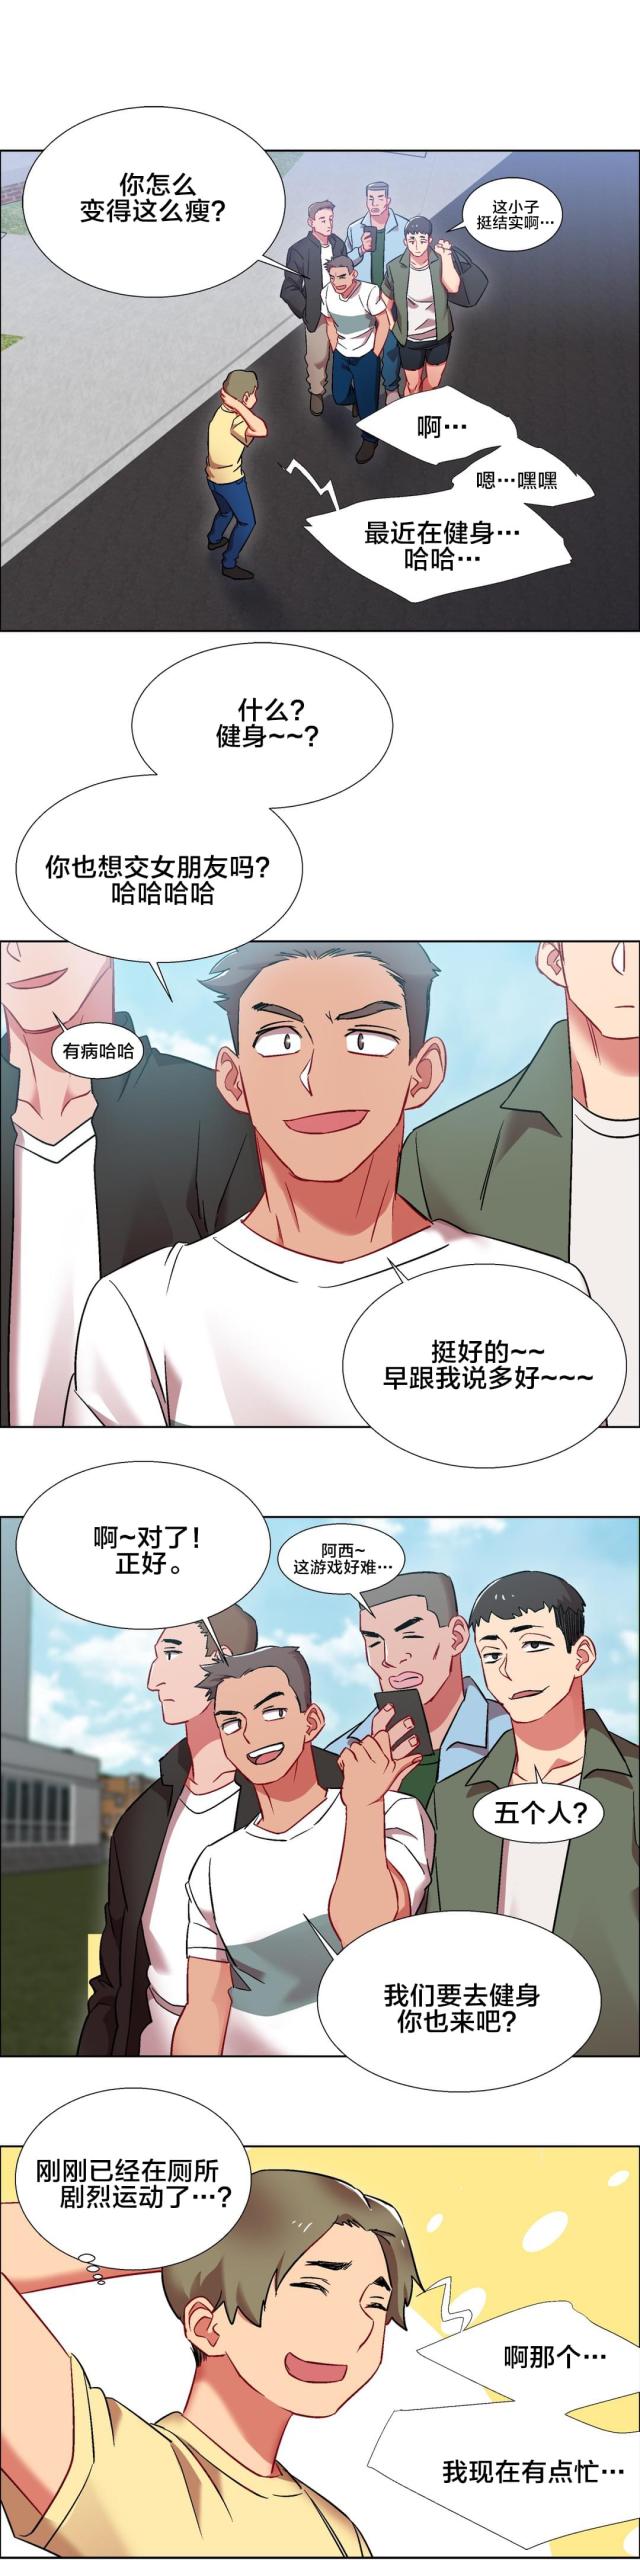 你怎么
变得这么瘦？
这小子
挺结实啊…
啊…
嗯…嘿嘿
最近在健身…
哈哈…
什么？
健身~~？
你也想交女朋友吗？
哈哈哈哈
有病哈哈
挺好的~~
早跟我说多好~~~
啊~对了！
正好。
阿西~
这游戏好难…
五个人？
我们要去健身
你也来吧？
刚刚已经在厕所
剧烈运动了…？
啊那个…
我现在有点忙…